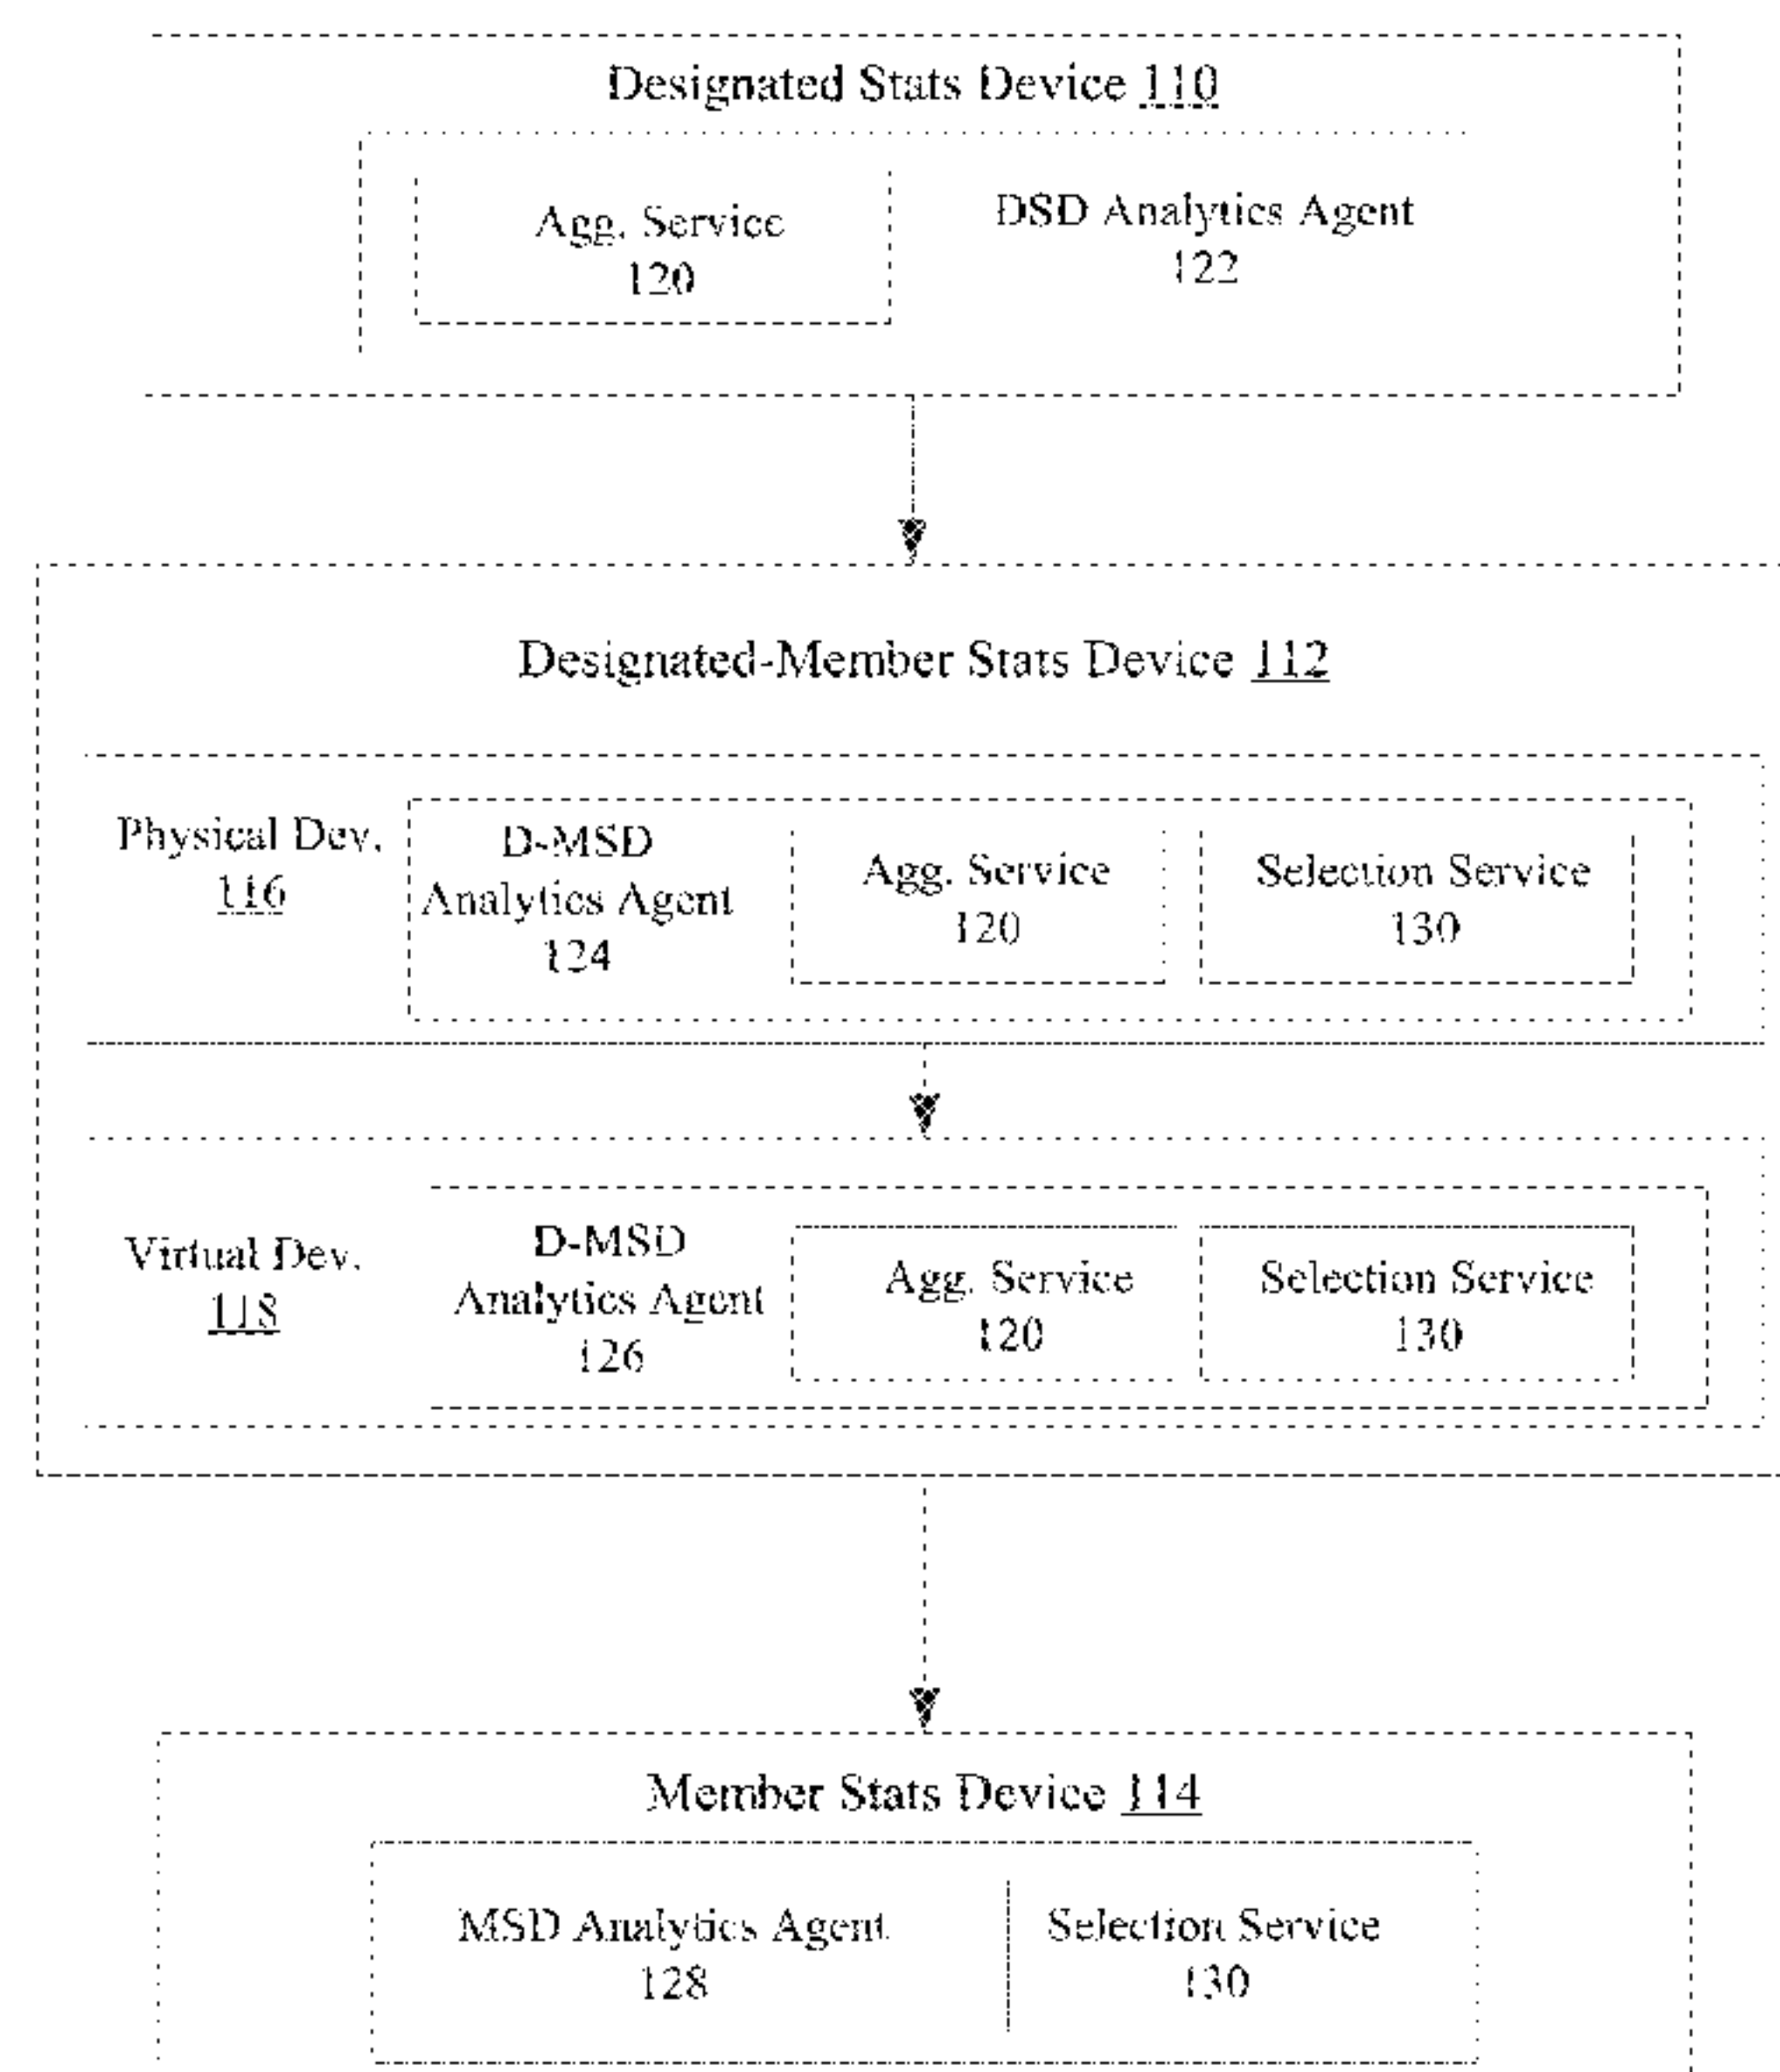 Designated Stats Device 110
Agg. Service
120
DSD Analytics Agent
122
Designated-Member Stats Device 112
Physical Dev.
116
D-MSD
Analytics Agent
124
Agg. Service
120
Selection Service
130
Virtual Dev.
118
D-MSD
Analytics Agent
126
Agg. Service
120
Selection Service
130
Member Stats Device 114
MSD Analytics Agent
128
Selection Service
130